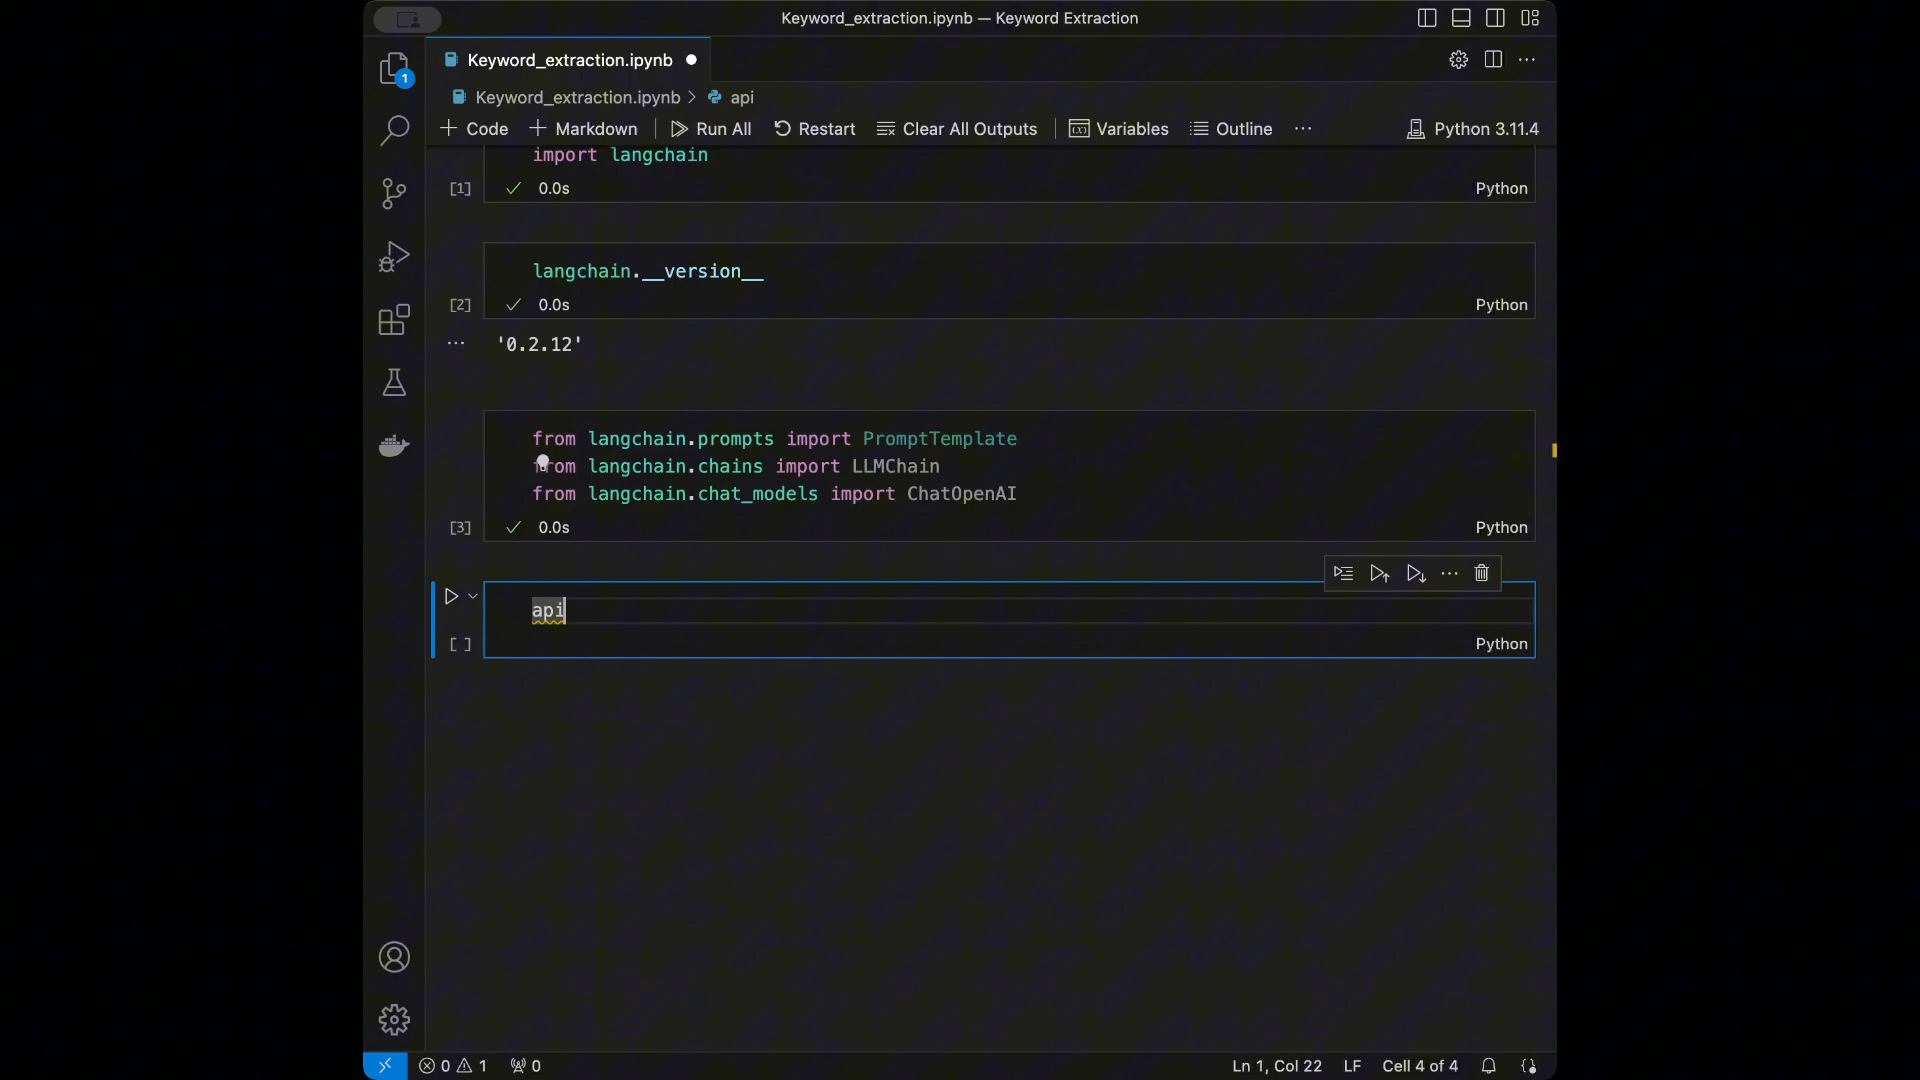 Keyword_extraction.ipynb — Keyword Extraction
Keyword_extraction.ipynb
1
Keyword_extraction.ipynb > api
Code Markdown Run All Restart Clear All Outputs Variables Outline ... Python 3.11.4
import langchain
[1] 0.0s Python
langchain.__version__
[2] 0.0s Python
... '0.2.12'
from langchain.prompts import PromptTemplate
from langchain.chains import LLMChain
from langchain.chat_models import ChatOpenAI
[3] 0.0s Python
api
[ ] Python
0 1 0 Ln 1, Col 22 LF Cell 4 of 4